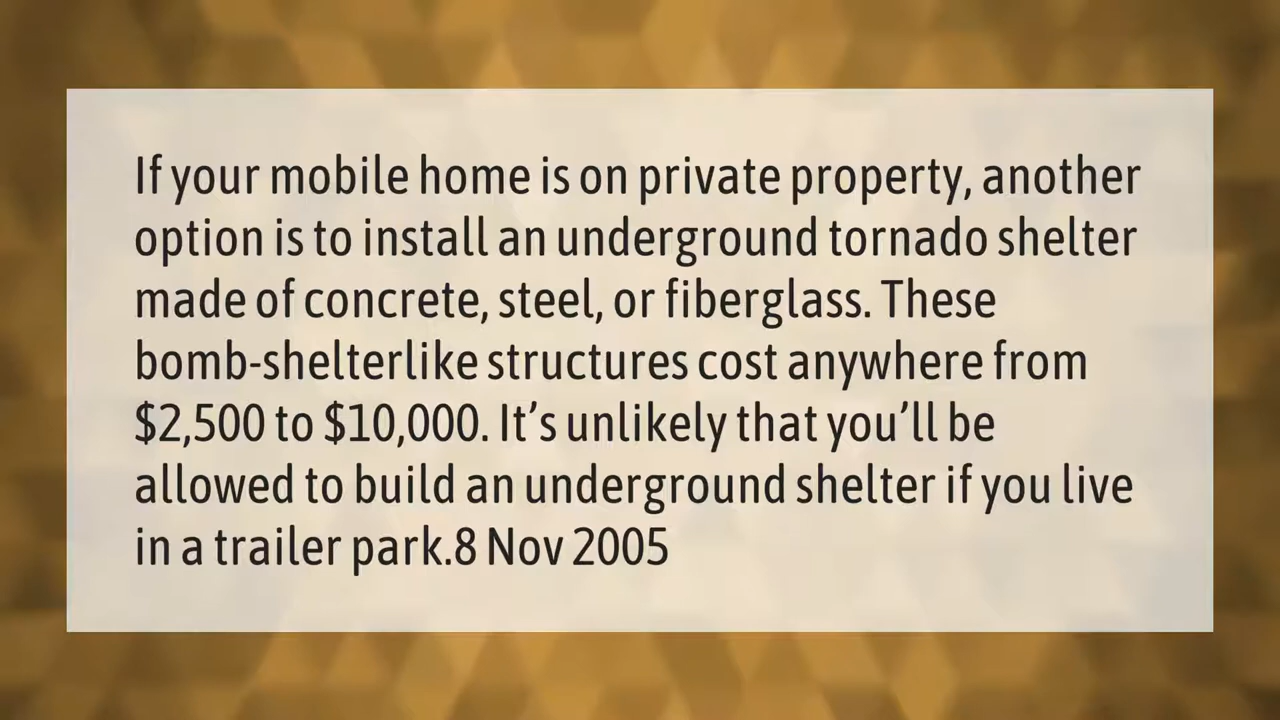 If your mobile home is on private property, another
option is to install an underground tornado shelter
made of concrete, steel, or fiberglass. These
bomb-shelterlike structures cost anywhere from
$2,500 to $10,000. It’s unlikely that you’ll be
allowed to build an underground shelter if you live
in a trailer park.8 Nov 2005